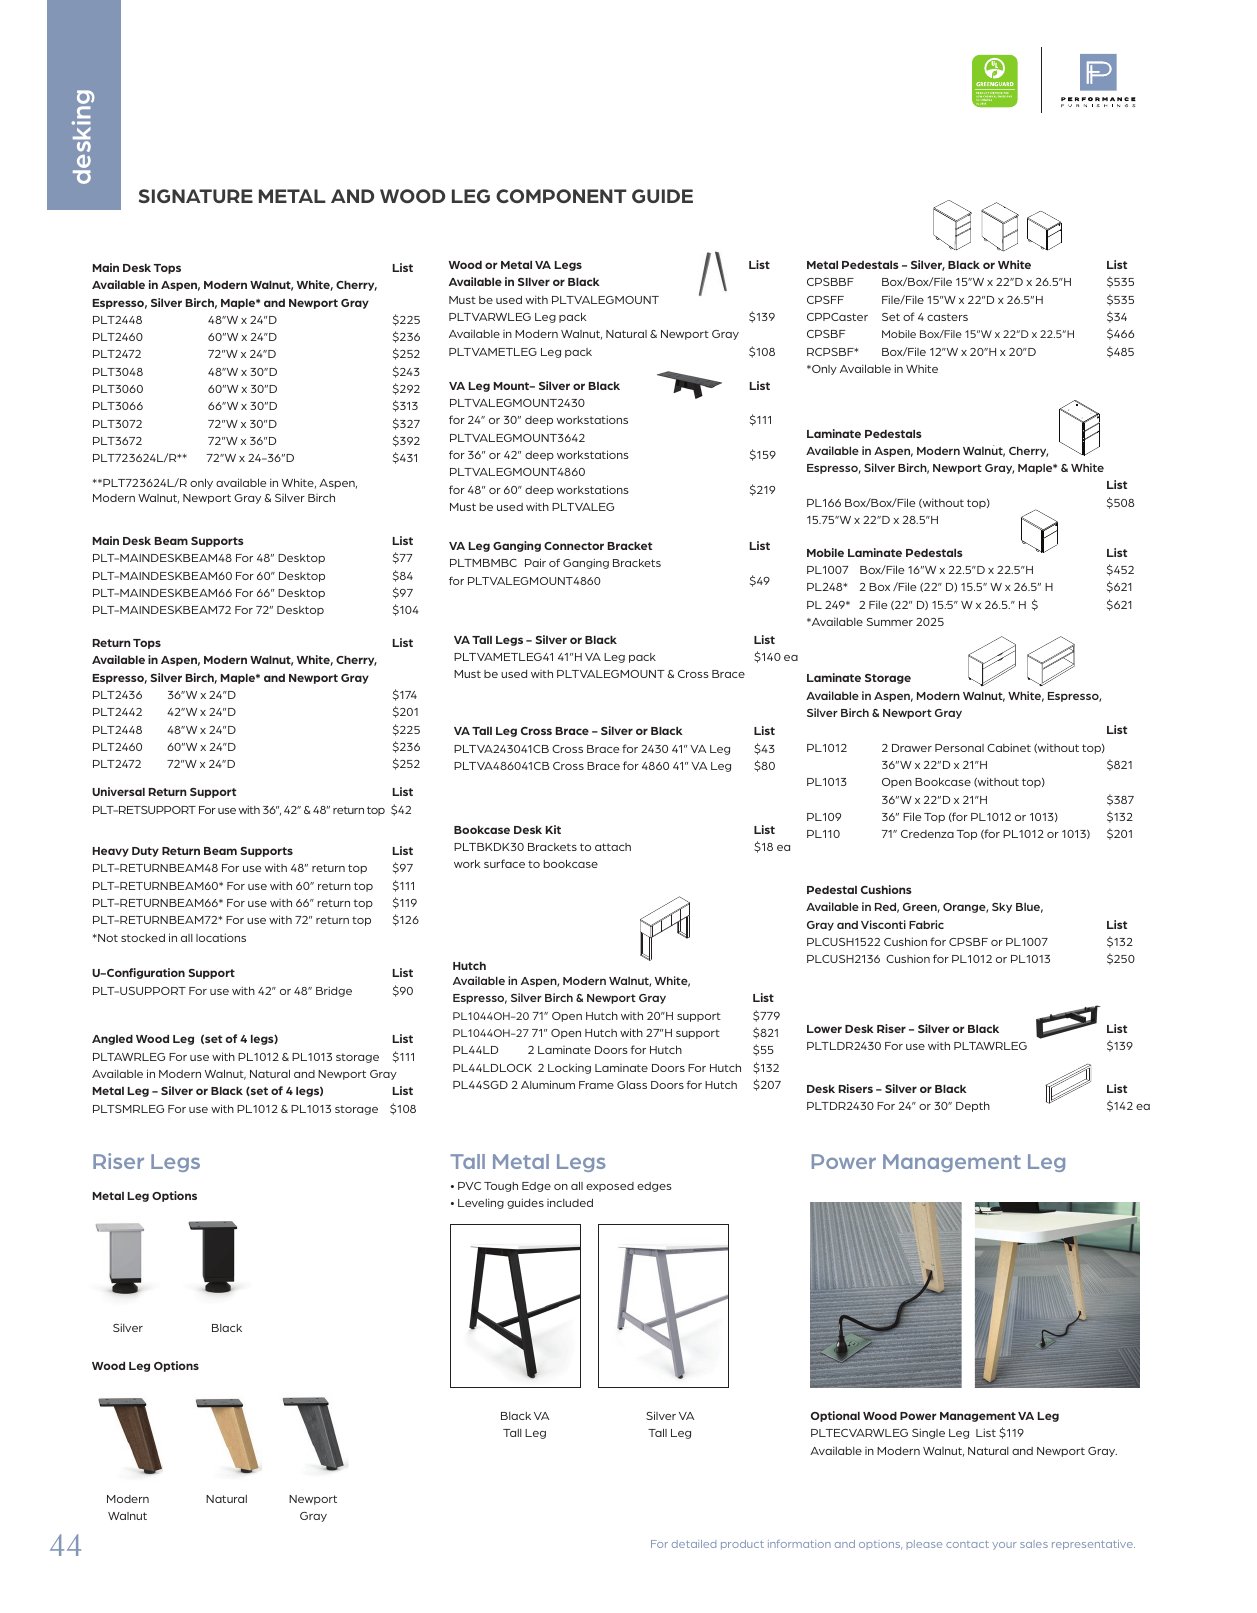 desking
GREENGUARD
PERFORMANCE
FURNISHINGS
SIGNATURE METAL AND WOOD LEG COMPONENT GUIDE
Main Desk Tops List
Available in Aspen, Modern Walnut, White, Cherry,
Espresso, Silver Birch, Maple* and Newport Gray
PLT2448 48"W x 24"D $225
PLT2460 60"W x 24"D $236
PLT2472 72"W x 24"D $252
PLT3048 48"W x 30"D $243
PLT3060 60"W x 30"D $292
PLT3066 66"W x 30"D $313
PLT3072 72"W x 30"D $327
PLT3672 72"W x 36"D $392
PLT723624L/R** 72"W x 24-36"D $431
**PLT723624L/R only available in White, Aspen,
Modern Walnut, Newport Gray & Silver Birch
Main Desk Beam Supports List
PLT-MAINDESKBEAM48 For 48" Desktop $77
PLT-MAINDESKBEAM60 For 60" Desktop $84
PLT-MAINDESKBEAM66 For 66" Desktop $97
PLT-MAINDESKBEAM72 For 72" Desktop $104
Return Tops List
Available in Aspen, Modern Walnut, White, Cherry,
Espresso, Silver Birch, Maple* and Newport Gray
PLT2436 36"W x 24"D $174
PLT2442 42"W x 24"D $201
PLT2448 48"W x 24"D $225
PLT2460 60"W x 24"D $236
PLT2472 72"W x 24"D $252
Universal Return Support List
PLT-RETSUPPORT For use with 36", 42" & 48" return top $42
Heavy Duty Return Beam Supports List
PLT-RETURNBEAM48 For use with 48" return top $97
PLT-RETURNBEAM60* For use with 60" return top $111
PLT-RETURNBEAM66* For use with 66" return top $119
PLT-RETURNBEAM72* For use with 72" return top $126
*Not stocked in all locations
U-Configuration Support List
PLT-USUPPORT For use with 42" or 48" Bridge $90
Angled Wood Leg (set of 4 legs) List
PLTAWRLEG For use with PL1012 & PL1013 storage $111
Available in Modern Walnut, Natural and Newport Gray
Metal Leg - Silver or Black (set of 4 legs) List
PLTSMRLEG For use with PL1012 & PL1013 storage $108
Wood or Metal VA Legs List
Available in SIlver or Black
Must be used with PLTVALEGMOUNT
PLTVARWLEG Leg pack $139
Available in Modern Walnut, Natural & Newport Gray
PLTVAMETLEG Leg pack $108
VA Leg Mount- Silver or Black List
PLTVALEGMOUNT2430
for 24" or 30" deep workstations $111
PLTVALEGMOUNT3642
for 36" or 42" deep workstations $159
PLTVALEGMOUNT4860
for 48" or 60" deep workstations $219
Must be used with PLTVALEG
VA Leg Ganging Connector Bracket List
PLTMBMBC Pair of Ganging Brackets
for PLTVALEGMOUNT4860 $49
VA Tall Legs - Silver or Black List
PLTVAMETLEG41 41"H VA Leg pack $140 ea
Must be used with PLTVALEGMOUNT & Cross Brace
VA Tall Leg Cross Brace - Silver or Black List
PLTVA243041CB Cross Brace for 2430 41" VA Leg $43
PLTVA486041CB Cross Brace for 4860 41" VA Leg $80
Bookcase Desk Kit List
PLTBKDK30 Brackets to attach $18 ea
work surface to bookcase
Hutch
Available in Aspen, Modern Walnut, White,
Espresso, Silver Birch & Newport Gray List
PL1044OH-20 71" Open Hutch with 20"H support $779
PL1044OH-27 71" Open Hutch with 27"H support $821
PL44LD 2 Laminate Doors for Hutch $55
PL44LDLOCK 2 Locking Laminate Doors For Hutch $132
PL44SGD 2 Aluminum Frame Glass Doors for Hutch $207
Metal Pedestals - Silver, Black or White List
CPSBBF Box/Box/File 15"W x 22"D x 26.5"H $535
CPSFF File/File 15"W x 22"D x 26.5"H $535
CPPCaster Set of 4 casters $34
CPSBF Mobile Box/File 15"W x 22"D x 22.5"H $466
RCPSBF* Box/File 12"W x 20"H x 20"D $485
*Only Available in White
Laminate Pedestals
Available in Aspen, Modern Walnut, Cherry,
Espresso, Silver Birch, Newport Gray, Maple* & White
List
PL166 Box/Box/File (without top) $508
15.75"W x 22"D x 28.5"H
Mobile Laminate Pedestals List
PL1007 Box/File 16"W x 22.5"D x 22.5"H $452
PL248* 2 Box /File (22" D) 15.5" W x 26.5" H $621
PL 249* 2 File (22" D) 15.5" W x 26.5." H $ $621
*Available Summer 2025
Laminate Storage
Available in Aspen, Modern Walnut, White, Espresso,
Silver Birch & Newport Gray
List
PL1012 2 Drawer Personal Cabinet (without top)
36"W x 22"D x 21"H $821
PL1013 Open Bookcase (without top)
36"W x 22"D x 21"H $387
PL109 36" File Top (for PL1012 or 1013) $132
PL110 71" Credenza Top (for PL1012 or 1013) $201
Pedestal Cushions
Available in Red, Green, Orange, Sky Blue,
Gray and Visconti Fabric List
PLCUSH1522 Cushion for CPSBF or PL1007 $132
PLCUSH2136 Cushion for PL1012 or PL1013 $250
Lower Desk Riser - Silver or Black List
PLTLDR2430 For use with PLTAWRLEG $139
Desk Risers - Silver or Black List
PLTDR2430 For 24" or 30" Depth $142 ea
Riser Legs
Metal Leg Options
Silver Black
Wood Leg Options
Modern Walnut
Natural
Newport Gray
Tall Metal Legs
• PVC Tough Edge on all exposed edges
• Leveling guides included
Black VA
Tall Leg
Silver VA
Tall Leg
Power Management Leg
Optional Wood Power Management VA Leg
PLTECVARWLEG Single Leg List $119
Available in Modern Walnut, Natural and Newport Gray.
44
For detailed product information and options, please contact your sales representative.